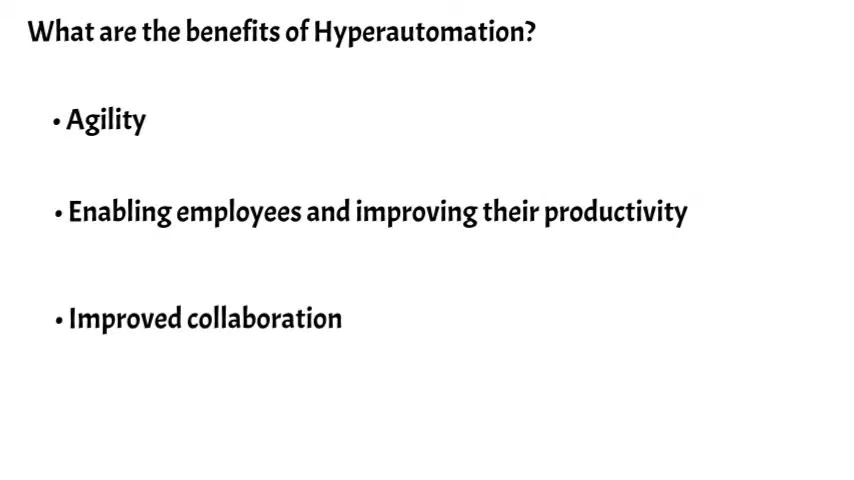 What are the benefits of Hyperautomation?
• Agility
• Enabling employees and improving their productivity
• Improved collaboration